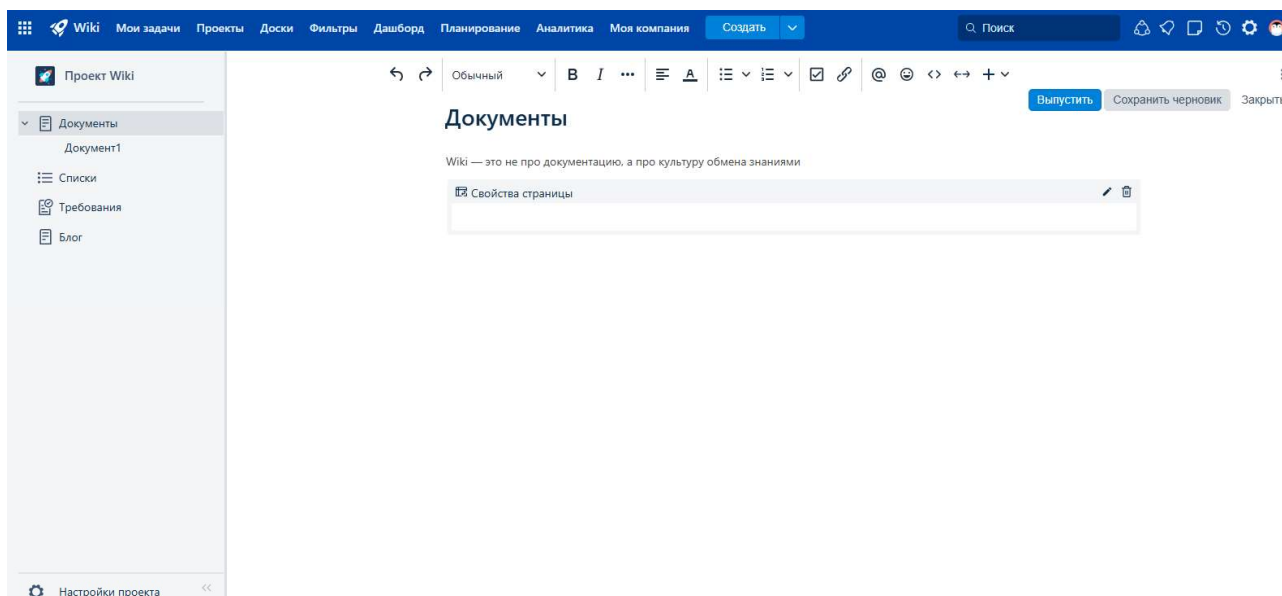 Wiki Мои задачи Проекты Доски Фильтры Дашборд Планирование Аналитика Моя компания Создать Поиск
Проект Wiki
Обычный B I ... A
Выпустить Сохранить черновик Закрыть
Документы
Документы
Документ1
Wiki — это не про документацию, а про культуру обмена знаниями
Списки
Свойства страницы
Требования
Блог
Настройки проекта